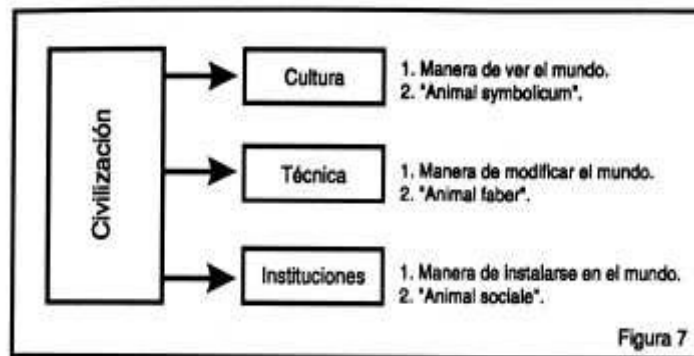 Civilización
Cultura
1. Manera de ver el mundo.
2. "Animal symbolicum".
Técnica
1. Manera de modificar el mundo.
2. "Animal faber".
Instituciones
1. Manera de instalarse en el mundo.
2. "Animal sociale".
Figura 7